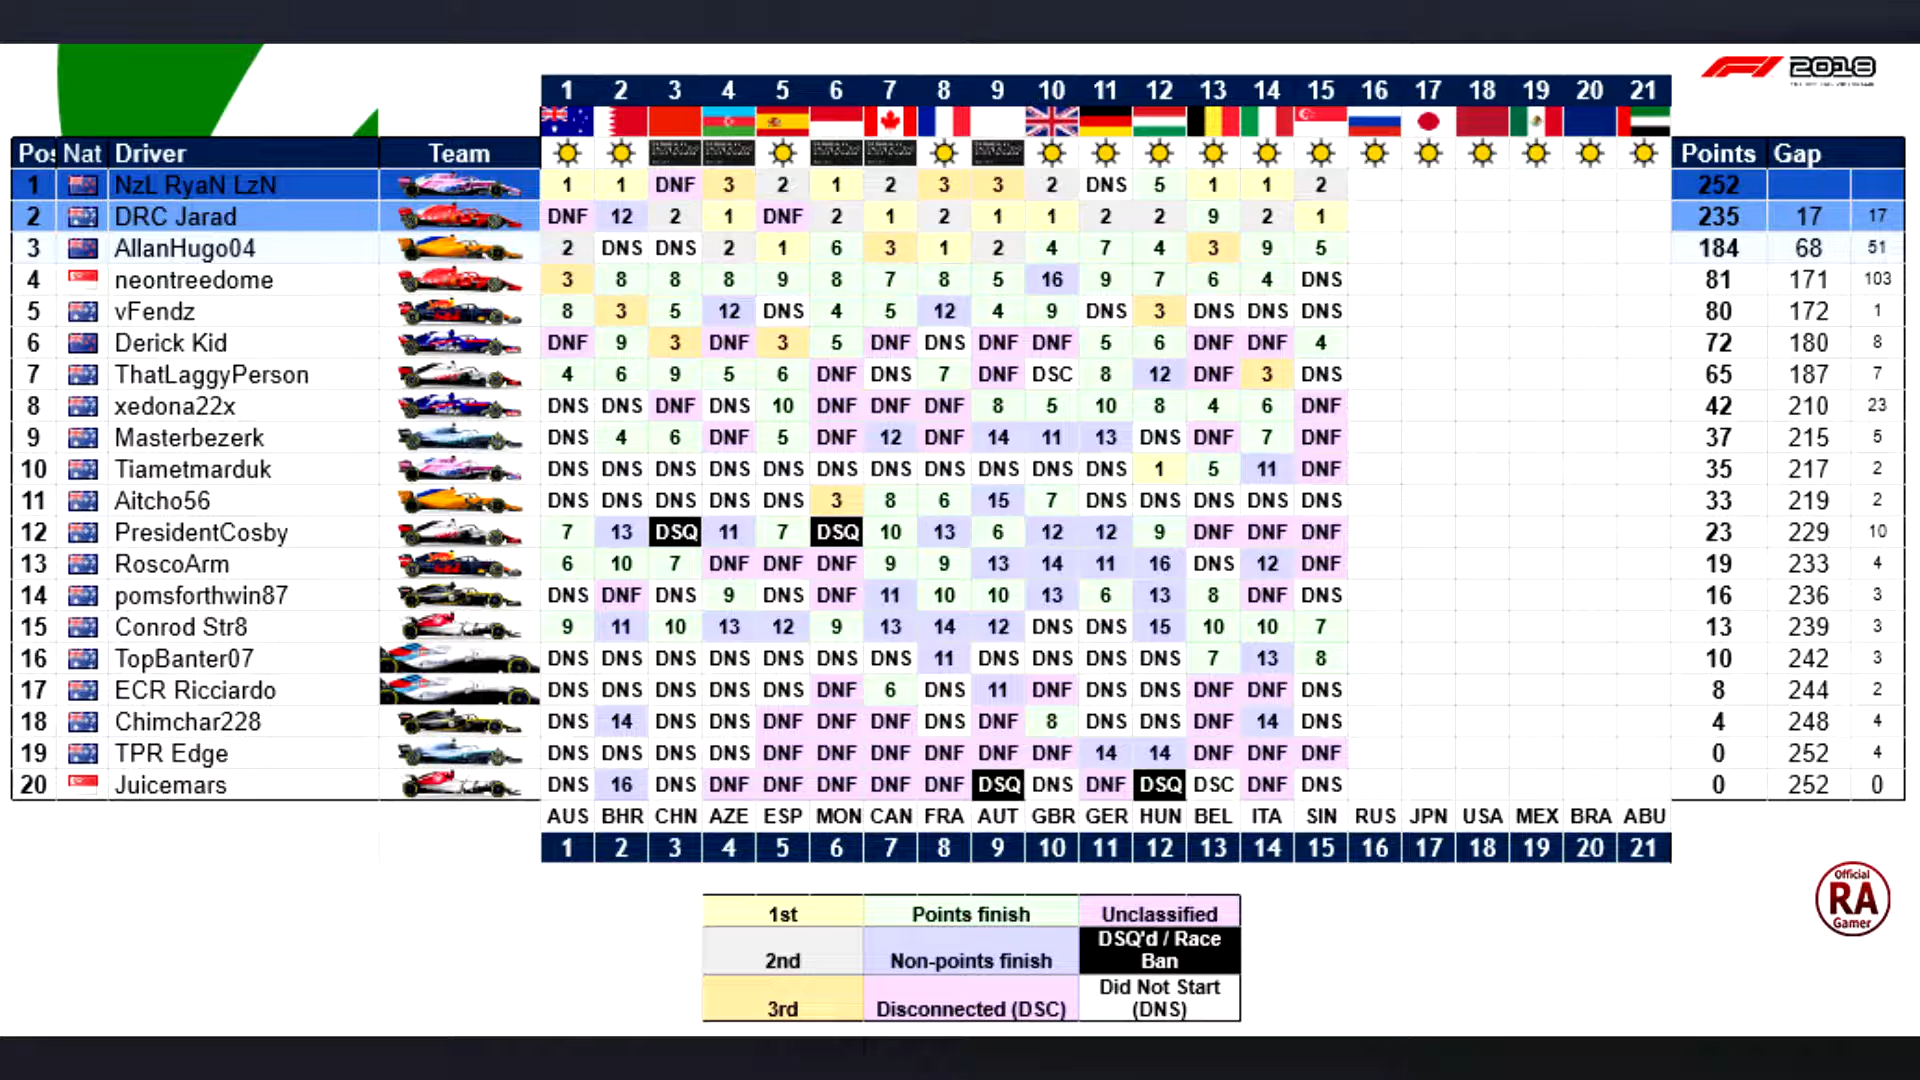 F1 2018
1 2 3 4 5 6 7 8 9 10 11 12 13 14 15 16 17 18 19 20 21
Pos Nat Driver Team Points Gap
1 NzL RyaN LzN 1 1 DNF 3 2 1 2 3 3 2 DNS 5 1 1 2 252
2 DRC Jarad DNF 12 2 1 DNF 2 1 2 1 1 2 2 9 2 1 235 17 17
3 AllanHugo04 2 DNS DNS 2 1 6 3 1 2 4 7 4 3 9 5 184 68 51
4 neontreedome 3 8 8 8 9 8 7 8 5 16 9 7 6 4 DNS 81 171 103
5 vFendz 8 3 5 12 DNS 4 5 12 4 9 DNS 3 DNS DNS DNS 80 172 1
6 Derick Kid DNF 9 3 DNF 3 5 DNF DNS DNF DNF 5 6 DNF DNF 4 72 180 8
7 ThatLaggyPerson 4 6 9 5 6 DNF DNS 7 DNF DSC 8 12 DNF 3 DNS 65 187 7
8 xedona22x DNS DNS DNF DNS 10 DNF DNF DNF 8 5 10 8 4 6 DNF 42 210 23
9 Masterbezerk DNS 4 6 DNF 5 DNF 12 DNF 14 11 13 DNS DNF 7 DNF 37 215 5
10 Tiametmarduk DNS DNS DNS DNS DNS DNS DNS DNS DNS DNS DNS 1 5 11 DNF 35 217 2
11 Aitcho56 DNS DNS DNS DNS DNS 3 8 6 15 7 DNS DNS DNS DNS DNS 33 219 2
12 PresidentCosby 7 13 DSQ 11 7 DSQ 10 13 6 12 12 9 DNF DNF DNF 23 229 10
13 RoscoArm 6 10 7 DNF DNF DNF 9 9 13 14 11 16 DNS 12 DNF 19 233 4
14 pomsforthwin87 DNS DNF DNS 9 DNS DNF 11 10 10 13 6 13 8 DNF DNS 16 236 3
15 Conrod Str8 9 11 10 13 12 9 13 14 12 DNS DNS 15 10 10 7 13 239 3
16 TopBanter07 DNS DNS DNS DNS DNS DNS DNS 11 DNS DNS DNS DNS 7 13 8 10 242 3
17 ECR Ricciardo DNS DNS DNS DNS DNS DNF 6 DNS 11 DNF DNS DNS DNF DNF DNS 8 244 2
18 Chimchar228 DNS 14 DNS DNS DNF DNF DNF DNS DNF 8 DNS DNS DNF 14 DNS 4 248 4
19 TPR Edge DNS DNS DNS DNS DNF DNF DNF DNF DNF DNF 14 14 DNF DNF DNF 0 252 4
20 Juicemars DNS 16 DNS DNF DNF DNF DNF DNF DSQ DNS DNF DSQ DSC DNF DNS 0 252 0
AUS BHR CHN AZE ESP MON CAN FRA AUT GBR GER HUN BEL ITA SIN RUS JPN USA MEX BRA ABU
1 2 3 4 5 6 7 8 9 10 11 12 13 14 15 16 17 18 19 20 21
1st Points finish Unclassified
2nd Non-points finish DSQ'd / Race
Ban
3rd Disconnected (DSC) Did Not Start
(DNS)
Official
RA
Gamer